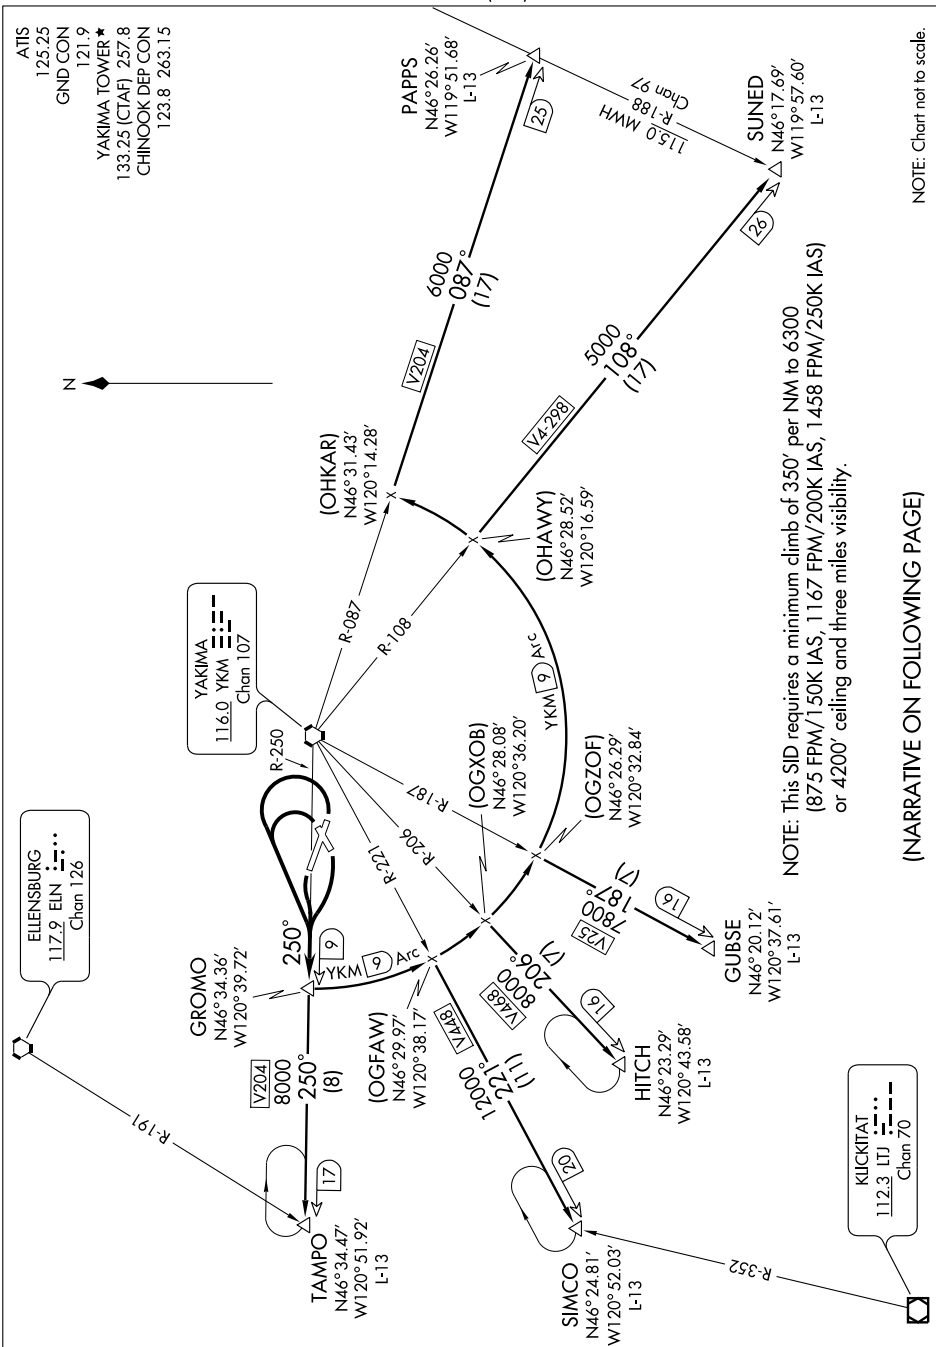 ATIS
125.25
GND CON
121.9
YAKIMA TOWER★
133.25 (CTAF) 257.8
CHINOOK DEP CON
123.8 263.15
ELLENSBURG
117.9 ELN
Chan 126
YAKIMA
116.0 YKM
Chan 107
N
PAPPS
N46°26.26′
W119°51.68′
L-13
25
115.0 MWH
R-188
Chan 97
SUNED
N46°17.69′
W119°57.60′
L-13
26
V204
6000
087°
(17)
V4-298
5000
108°
(17)
(OHKAR)
N46°31.43′
W120°14.28′
(OHAWY)
N46°28.52′
W120°16.59′
R-087
R-108
R-250
R-187
R-206
R-221
R-191
R-352
GROMO
N46°34.36′
W120°39.72′
250°
9
YKM 9 Arc
YKM 9 Arc
V204
8000
250°
(8)
17
TAMPO
N46°34.47′
W120°51.92′
L-13
(OGFAW)
N46°29.97′
W120°38.17′
V448
12000
221°
(11)
20
SIMCO
N46°24.81′
W120°52.03′
L-13
(OGXOB)
N46°28.08′
W120°36.20′
V468
8000
206°
(7)
16
HITCH
N46°23.29′
W120°43.58′
L-13
(OGZOF)
N46°26.29′
W120°32.84′
V25
7800
187°
(7)
16
GUBSE
N46°20.12′
W120°37.61′
L-13
KLICKITAT
112.3 LTJ
Chan 70
NOTE: This SID requires a minimum climb of 350′ per NM to 6300
(875 FPM/150K IAS, 1167 FPM/200K IAS, 1458 FPM/250K IAS)
or 4200′ ceiling and three miles visibility.
(NARRATIVE ON FOLLOWING PAGE)
NOTE: Chart not to scale.